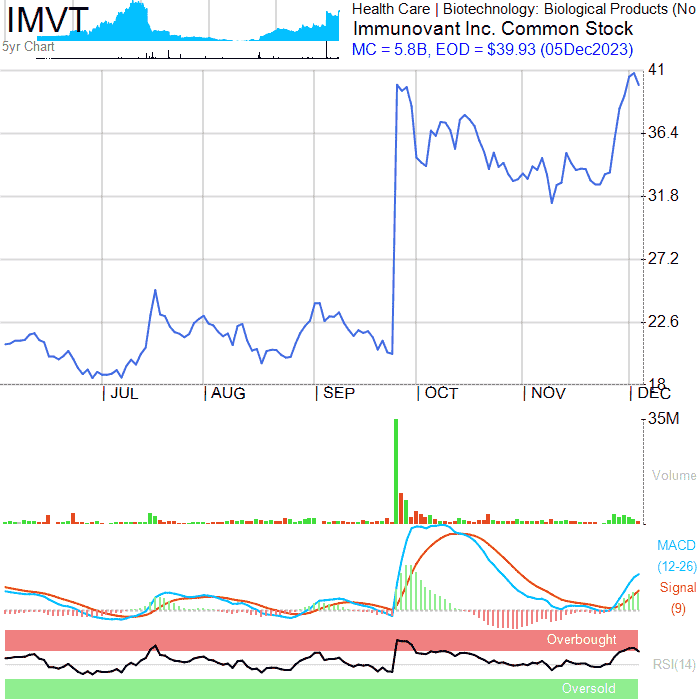 IMVT
5yr Chart
Health Care | Biotechnology: Biological Products (No
Immunovant Inc. Common Stock
MC = 5.8B, EOD = $39.93 (05Dec2023)
41
36.4
31.8
27.2
22.6
18
| JUL | AUG | SEP | OCT | NOV | DEC
35M
Volume
MACD
(12-26)
Signal
(9)
Overbought
RSI(14)
Oversold